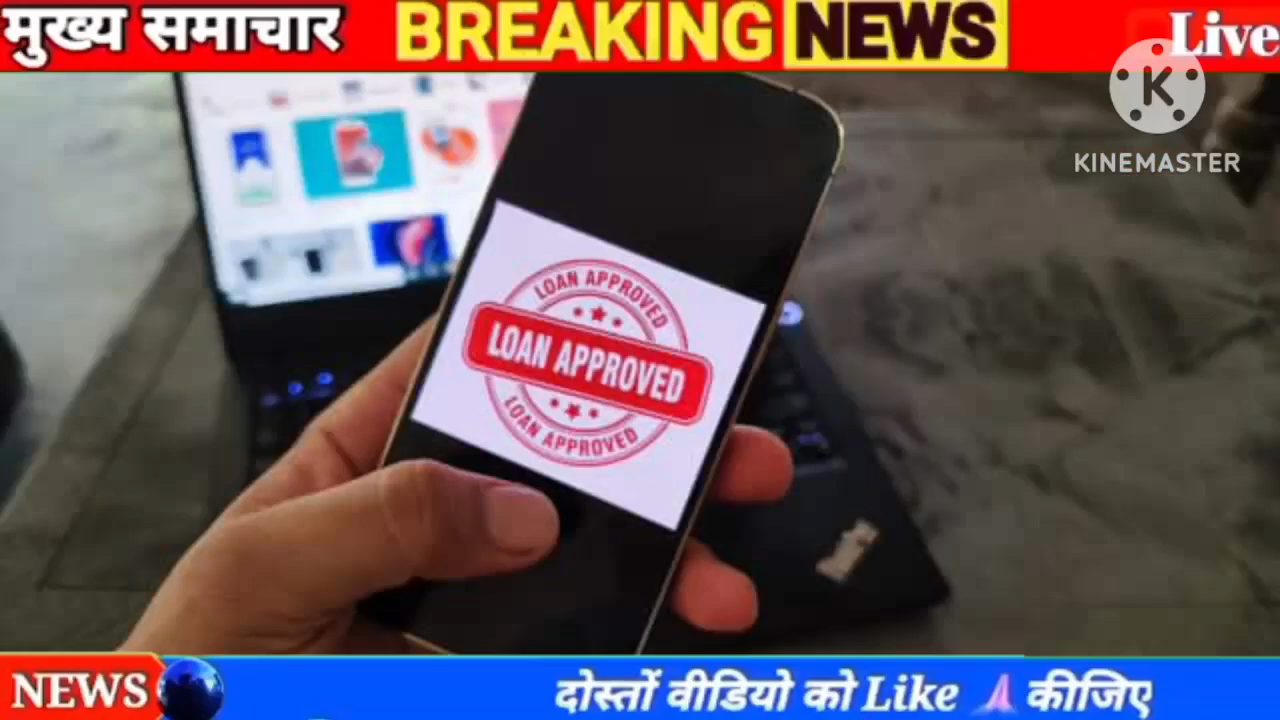 मुख्य समाचार BREAKING NEWS Live
KINEMASTER
LOAN APPROVED
LOAN APPROVED
LOAN APPROVED
NEWS दोस्तों वीडियो को Like कीजिए